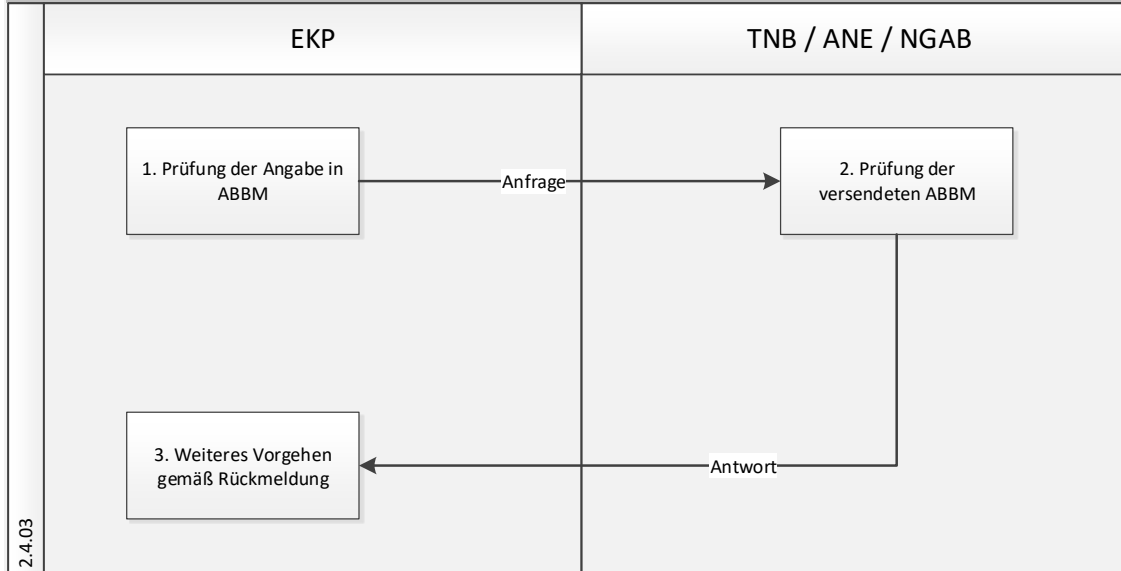 EKP
TNB / ANE / NGAB
1. Prüfung der Angabe in
ABBM
Anfrage
2. Prüfung der
versendeten ABBM
3. Weiteres Vorgehen
gemäß Rückmeldung
Antwort
2.4.03